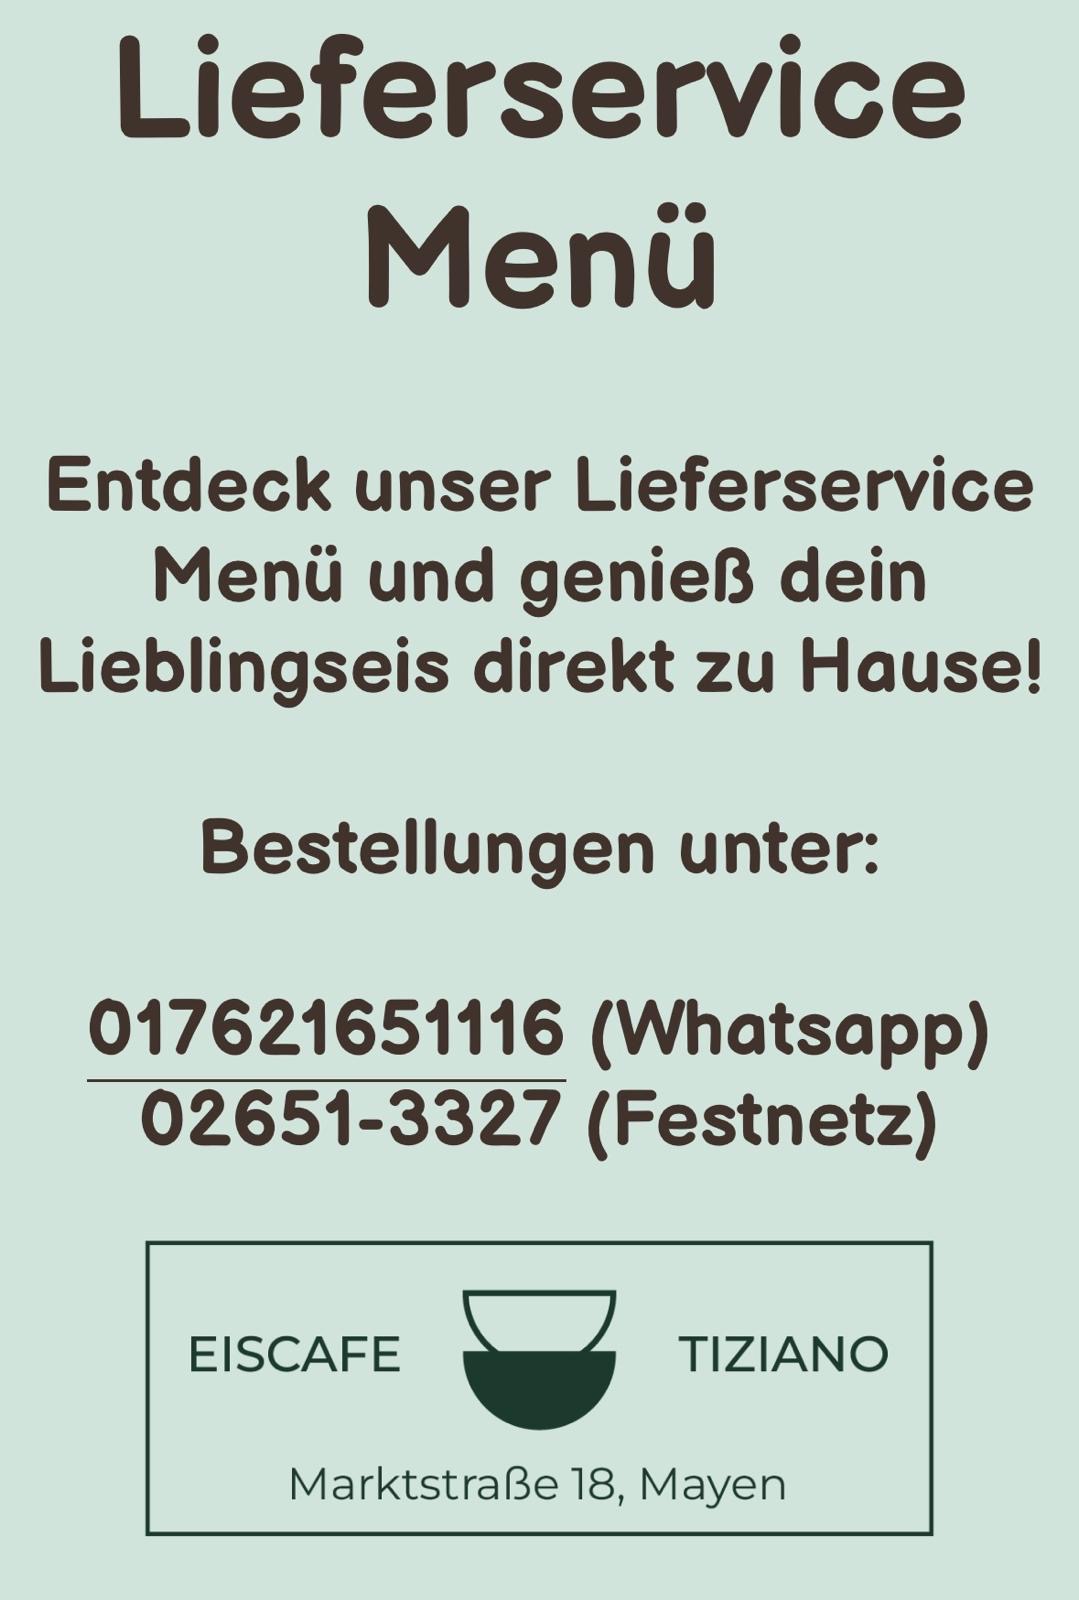 Lieferservice
Menü
Entdeck unser Lieferservice
Menü und genieß dein
Lieblingseis direkt zu Hause!
Bestellungen unter:
017621651116 (Whatsapp)
02651-3327 (Festnetz)
EISCAFE TIZIANO
Marktstraße 18, Mayen